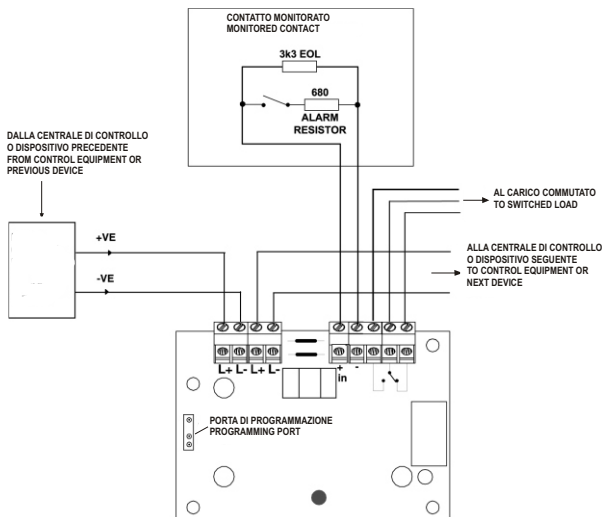 CONTATTO MONITORATO
MONITORED CONTACT
3k3 EOL
680
ALARM
RESISTOR
DALLA CENTRALE DI CONTROLLO
O DISPOSITIVO PRECEDENTE
FROM CONTROL EQUIPMENT OR
PREVIOUS DEVICE
AL CARICO COMMUTATO
TO SWITCHED LOAD
+VE
-VE
ALLA CENTRALE DI CONTROLLO
O DISPOSITIVO SEGUENTE
TO CONTROL EQUIPMENT OR
NEXT DEVICE
L+ L- L+ L-
+ -
in
PORTA DI PROGRAMMAZIONE
PROGRAMMING PORT